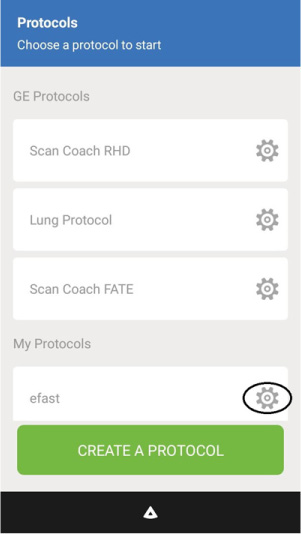 Protocols
Choose a protocol to start
GE Protocols
Scan Coach RHD
Lung Protocol
Scan Coach FATE
My Protocols
efast
CREATE A PROTOCOL